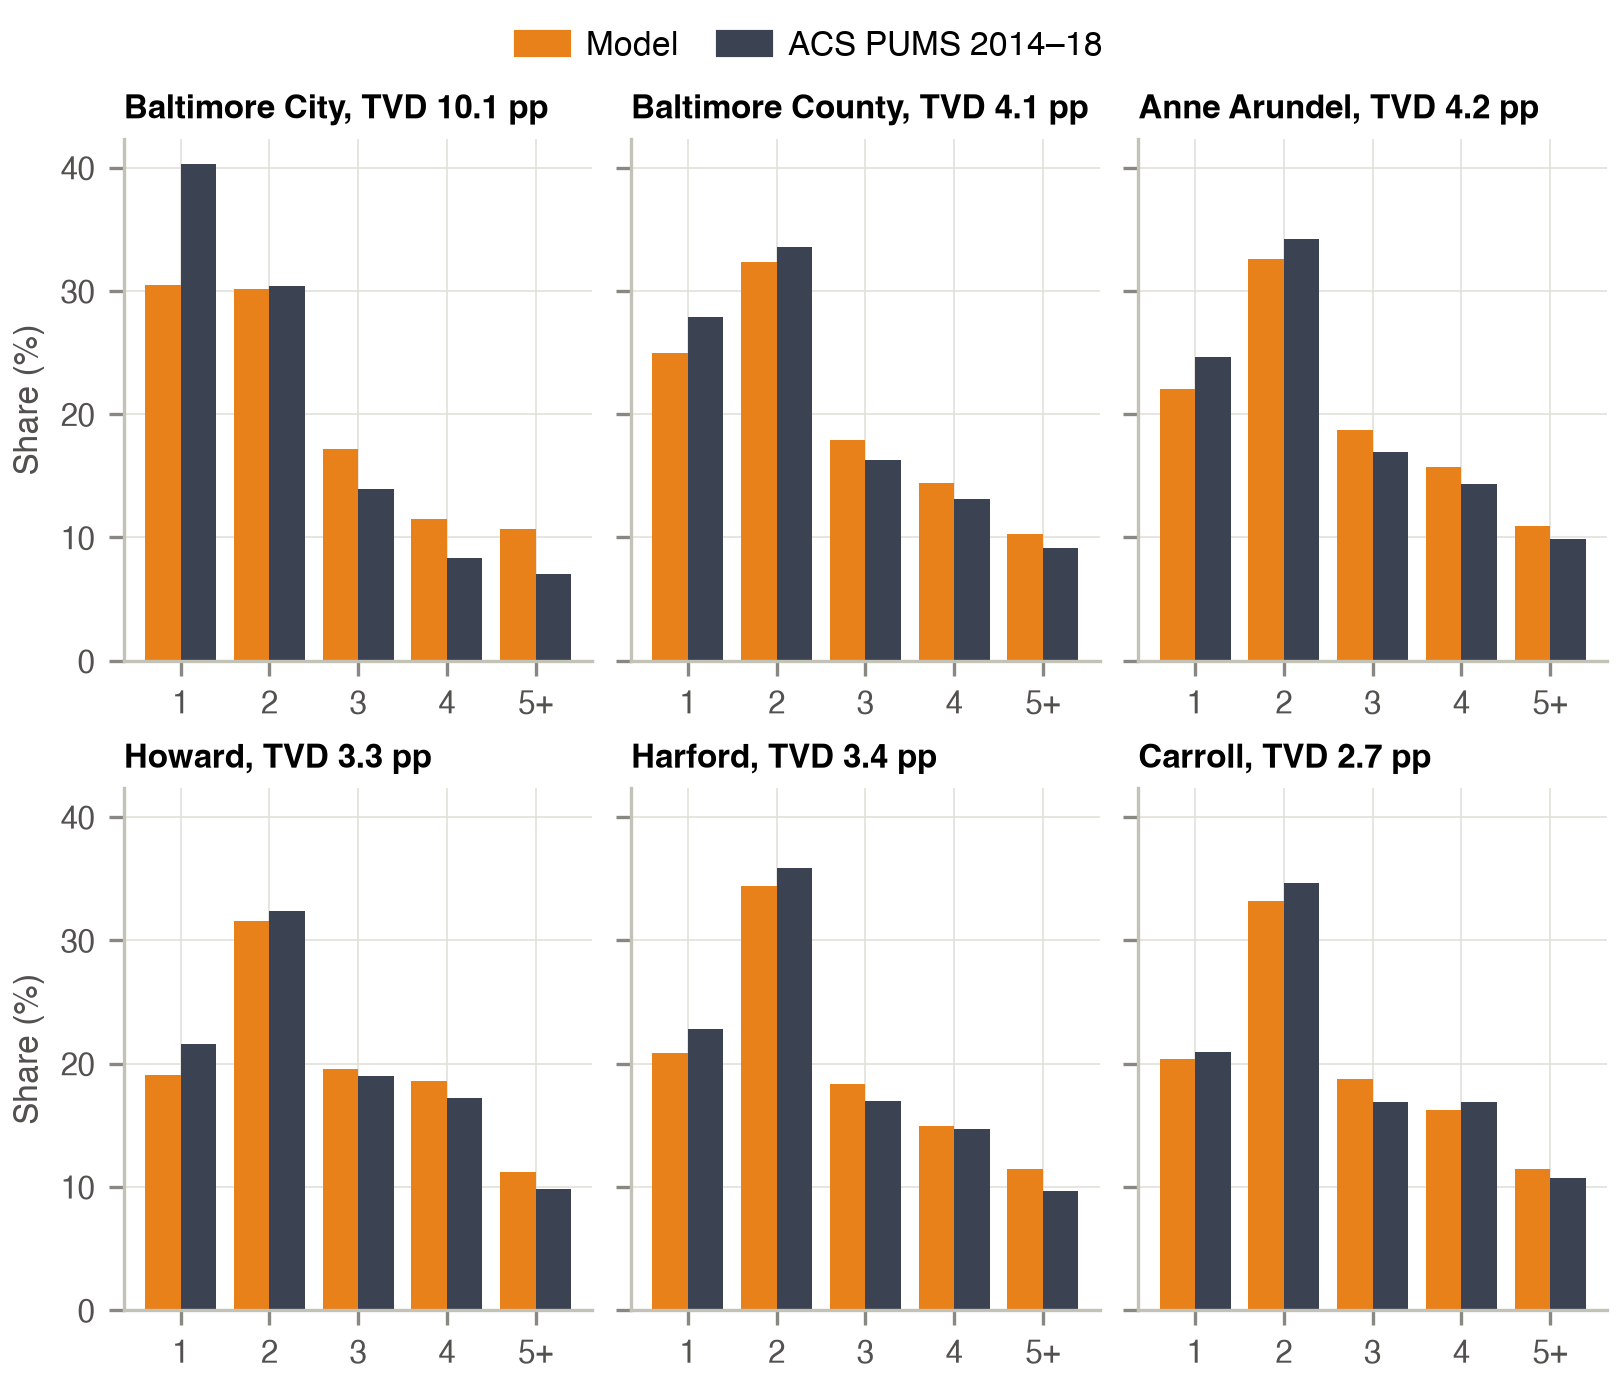 Model ACS PUMS 2014–18
Baltimore City, TVD 10.1 pp
Baltimore County, TVD 4.1 pp
Anne Arundel, TVD 4.2 pp
Share (%)
40
30
20
10
0
1 2 3 4 5+
1 2 3 4 5+
1 2 3 4 5+
Howard, TVD 3.3 pp
Harford, TVD 3.4 pp
Carroll, TVD 2.7 pp
Share (%)
40
30
20
10
0
1 2 3 4 5+
1 2 3 4 5+
1 2 3 4 5+